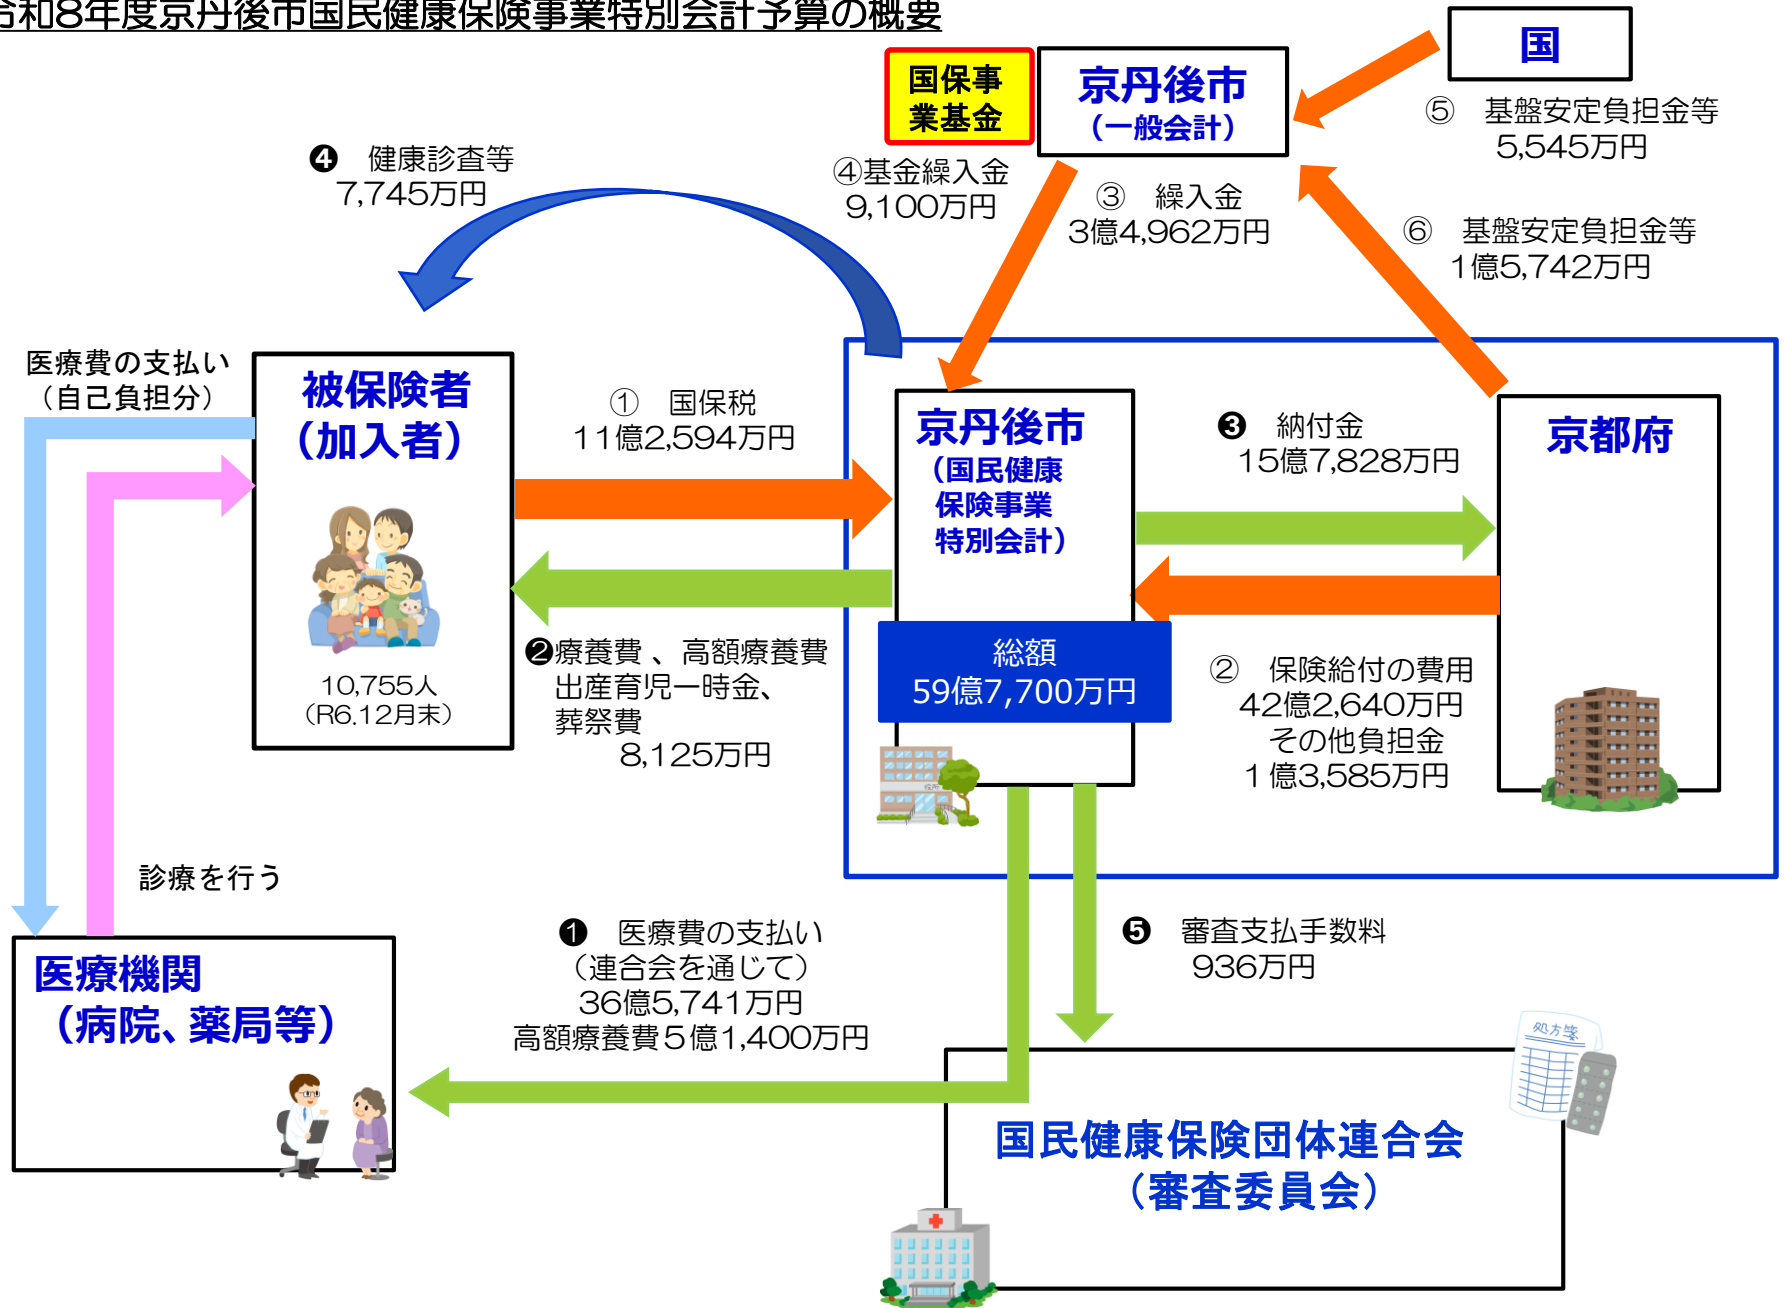 令和8年度京丹後市国民健康保険事業特別会計予算の概要
国
国保事
業基金
京丹後市
（一般会計）
⑤　基盤安定負担金等
5,545万円
❹　健康診査等
7,745万円
④基金繰入金
9,100万円
③　繰入金
3億4,962万円
⑥　基盤安定負担金等
1億5,742万円
医療費の支払い
（自己負担分）
被保険者
（加入者）
10,755人
（R6.12月末）
①　国保税
11億2,594万円
京丹後市
（国民健康
保険事業
特別会計）
❸　納付金
15億7,828万円
京都府
❷療養費 、高額療養費
出産育児一時金、
葬祭費
8,125万円
総額
59億7,700万円
②　保険給付の費用
42億2,640万円
その他負担金
1億3,585万円
役所
診療を行う
医療機関
（病院、薬局等）
❶　医療費の支払い
（連合会を通じて）
36億5,741万円
高額療養費５億1,400万円
❺　審査支払手数料
936万円
処方箋
国民健康保険団体連合会
（審査委員会）